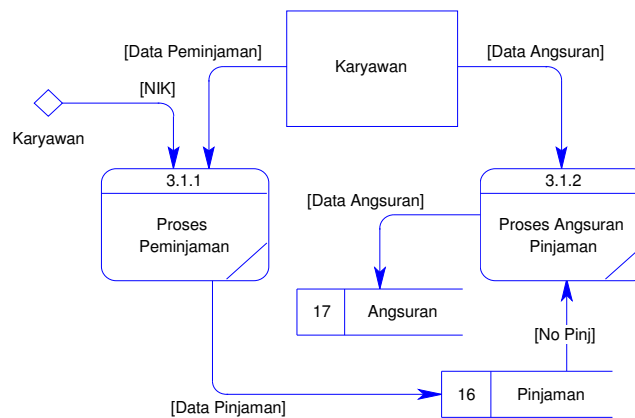 [Data Peminjaman]
[Data Angsuran]
Karyawan
[NIK]
Karyawan
3.1.1
Proses
Peminjaman
3.1.2
Proses Angsuran
Pinjaman
[Data Angsuran]
17 Angsuran
[No Pinj]
16 Pinjaman
[Data Pinjaman]